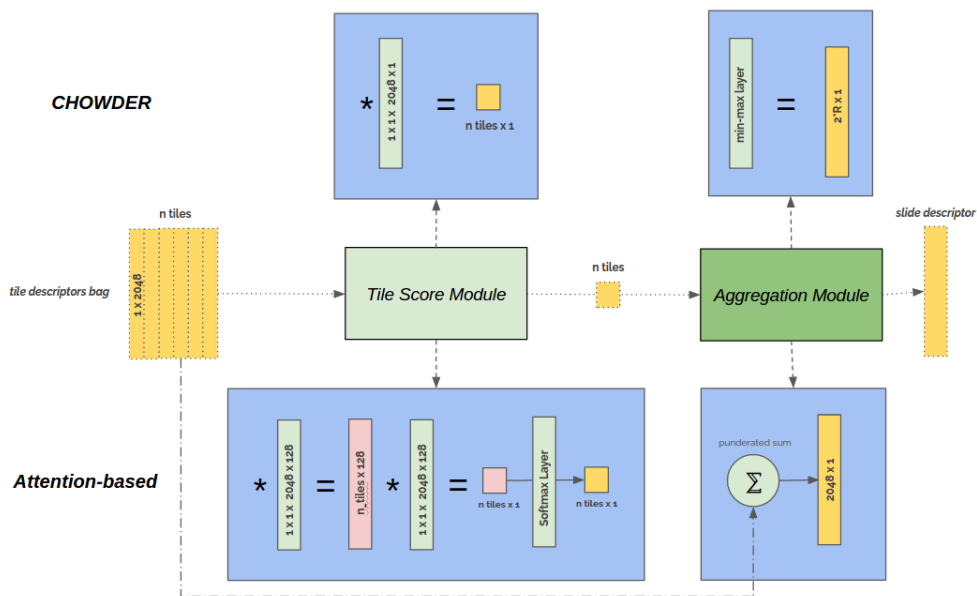 CHOWDER
*
1 x 1 x 2048 x 1
=
n tiles x 1
min-max layer
=
2*R x 1
n tiles
slide descriptor
tile descriptors bag
1 x 2048
Tile Score Module
n tiles
Aggregation Module
Attention-based
*
1 x 1 x 2048 x 128
=
n_tiles x 128
*
1 x 1 x 2048 x 128
=
n tiles x 1
Softmax Layer
n tiles x 1
punderated sum
Σ
2048 x 1